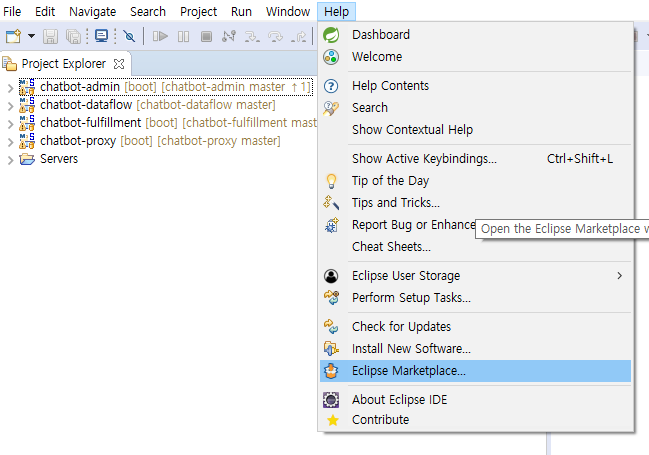 File Edit Navigate Search Project Run Window Help
Project Explorer
chatbot-admin [boot] [chatbot-admin master ↑ 1]
chatbot-dataflow [chatbot-dataflow master]
chatbot-fulfillment [boot] [chatbot-fulfillment mast
chatbot-proxy [boot] [chatbot-proxy master]
Servers
Dashboard
Welcome
Help Contents
Search
Show Contextual Help
Show Active Keybindings... Ctrl+Shift+L
Tip of the Day
Tips and Tricks...
Report Bug or Enhance
Open the Eclipse Marketplace w
Cheat Sheets...
Eclipse User Storage
Perform Setup Tasks...
Check for Updates
Install New Software...
Eclipse Marketplace...
About Eclipse IDE
Contribute